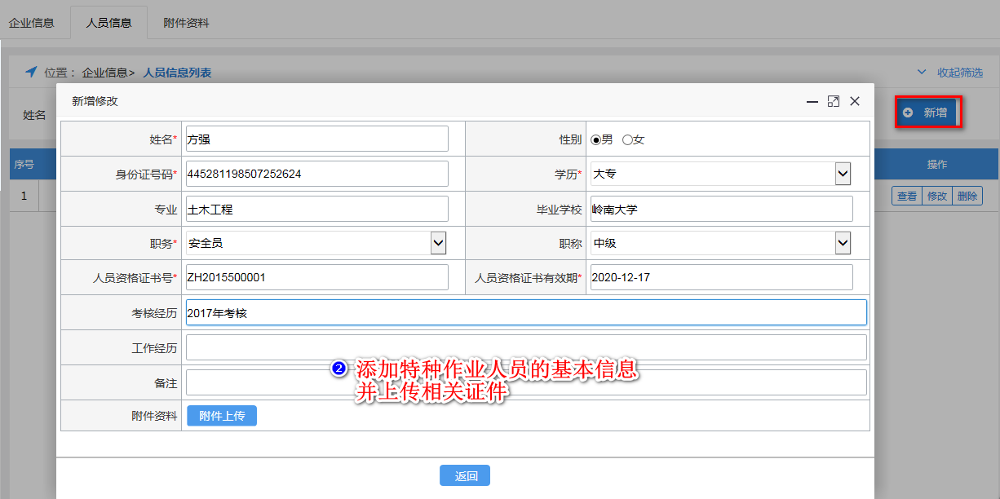 企业信息 人员信息 附件资料
位置： 企业信息> 人员信息列表 收起筛选
新增修改
姓名 新增
姓名* 方强 性别 男 女
序号 身份证号码* 445281198507252624 学历* 大专 操作
1 专业 土木工程 毕业学校 岭南大学 查看 修改 删除
职务* 安全员 职称 中级
人员资格证书号* ZH2015500001 人员资格证书有效期* 2020-12-17
考核经历 2017年考核
工作经历
2 添加特种作业人员的基本信息
备注
并上传相关证件
附件资料 附件上传
返回